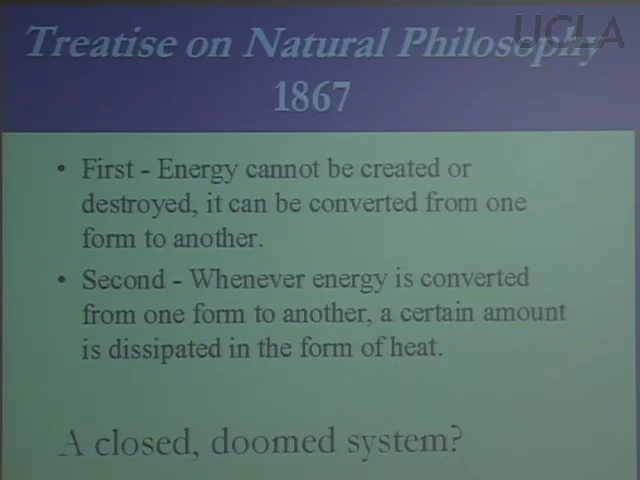 UCLA
Treatise on Natural Philosophy
1867
• First - Energy cannot be created or
destroyed, it can be converted from one
form to another.
• Second - Whenever energy is converted
from one form to another, a certain amount
is dissipated in the form of heat.
A closed, doomed system?